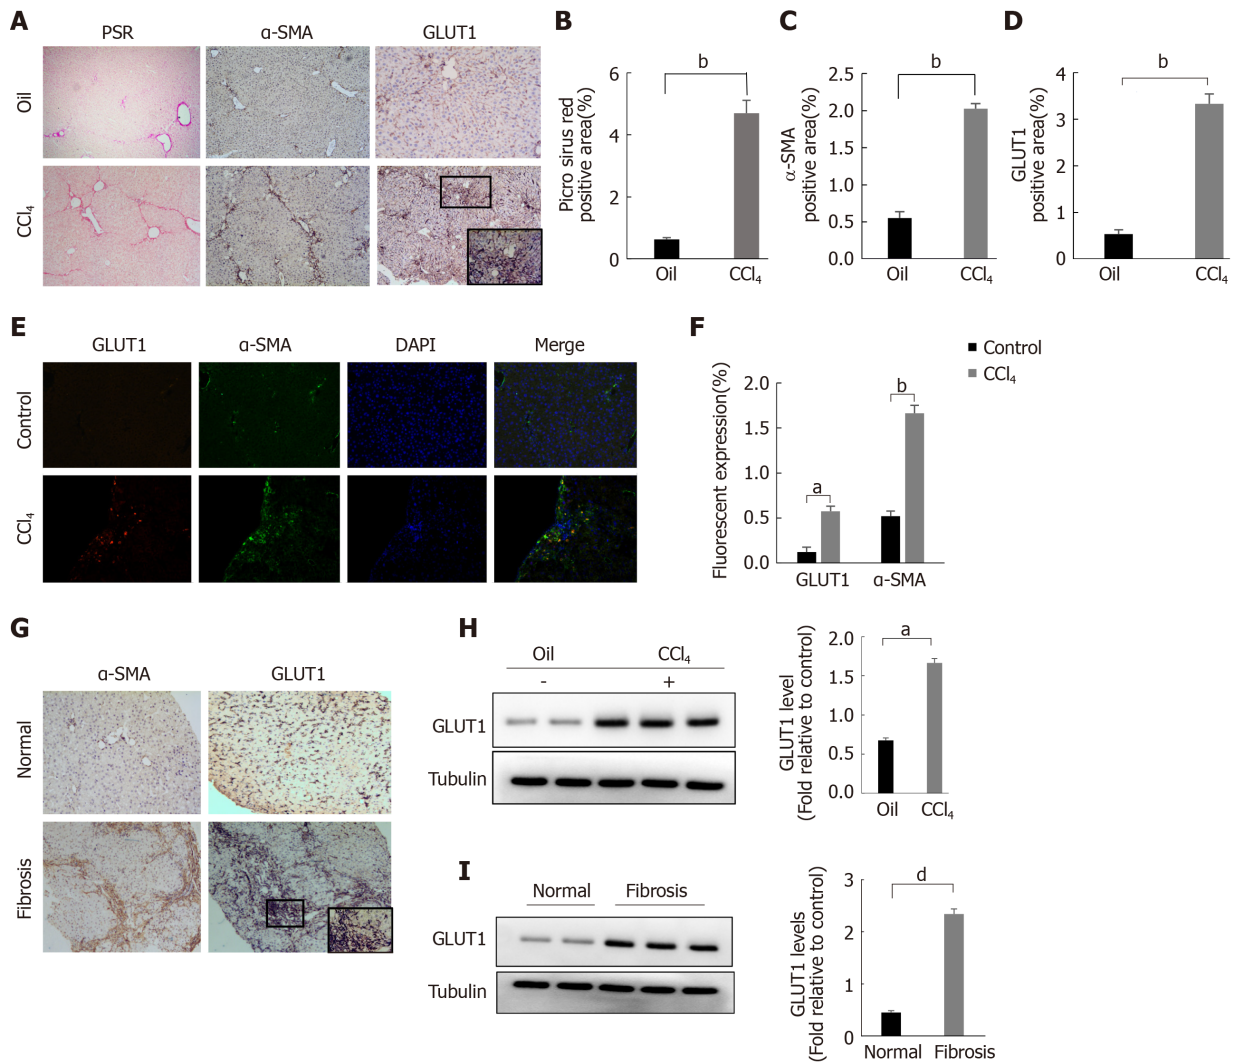 A
PSR
α-SMA
GLUT1
Oil
CCl₄
B
b
Picro sirus red
positive area(%)
6
4
2
0
Oil
CCl₄
C
b
α-SMA
positive area(%)
2.5
2.0
1.5
1.0
0.5
0.0
Oil
CCl₄
D
b
GLUT1
positive area(%)
4
3
2
1
0
Oil
CCl₄
E
GLUT1
α-SMA
DAPI
Merge
Control
CCl₄
F
Control
CCl₄
Fluorescent expression(%)
2.0
1.5
1.0
0.5
0.0
a
b
GLUT1
α-SMA
G
α-SMA
GLUT1
Normal
Fibrosis
H
Oil
CCl₄
-
+
GLUT1
Tubulin
GLUT1 level
(Fold relative to control)
2.0
1.5
1.0
0.5
0.0
a
Oil
CCl₄
I
Normal
Fibrosis
GLUT1
Tubulin
GLUT1 levels
(Fold relative to control)
3
2
1
0
d
Normal
Fibrosis